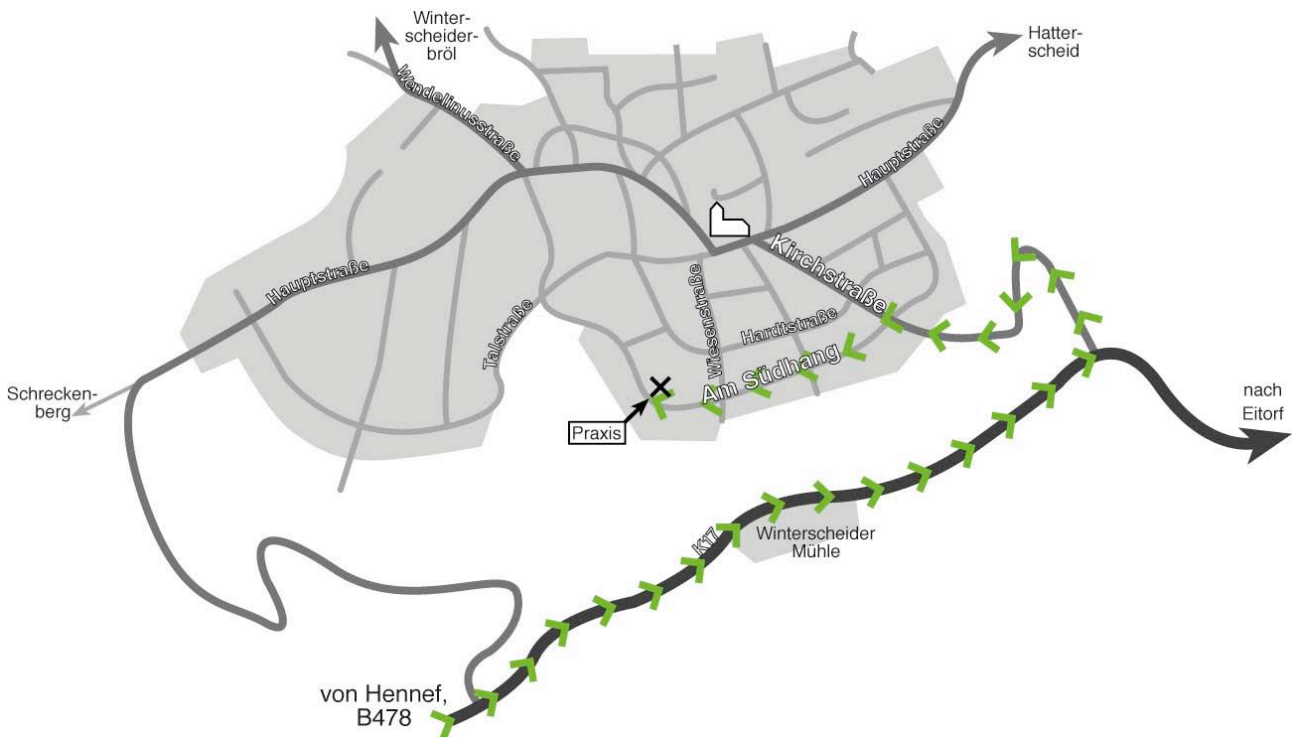 Winter-
scheider-
bröl
Hatter-
scheid
Wendelinusstraße
Hauptstraße
Hauptstraße
Kirchstraße
Wiesenstraße
Talstraße
Hardtstraße
Am Südhang
Schrecken-
berg
Praxis
nach
Eitorf
K17
Winterscheider
Mühle
von Hennef,
B478